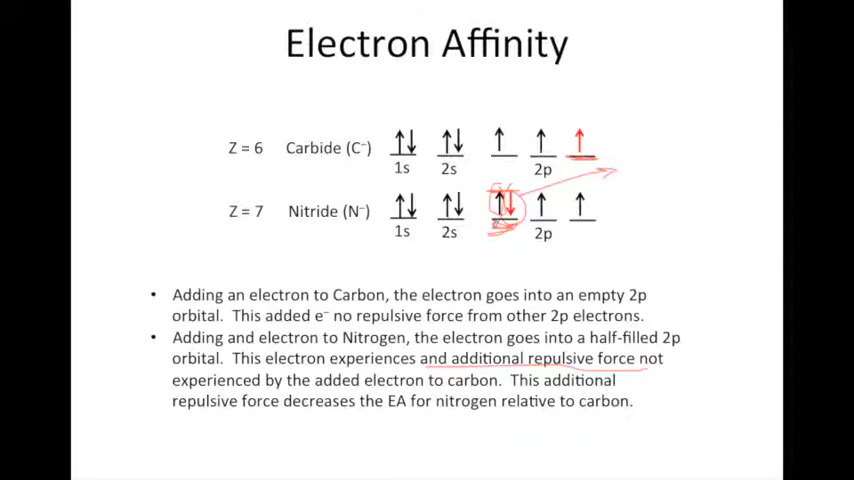 Electron Affinity
Z = 6 Carbide (C⁻)
1s 2s 2p
Z = 7 Nitride (N⁻)
1s 2s 2p
• Adding an electron to Carbon, the electron goes into an empty 2p
orbital. This added e⁻ no repulsive force from other 2p electrons.
• Adding and electron to Nitrogen, the electron goes into a half-filled 2p
orbital. This electron experiences and additional repulsive force not
experienced by the added electron to carbon. This additional
repulsive force decreases the EA for nitrogen relative to carbon.